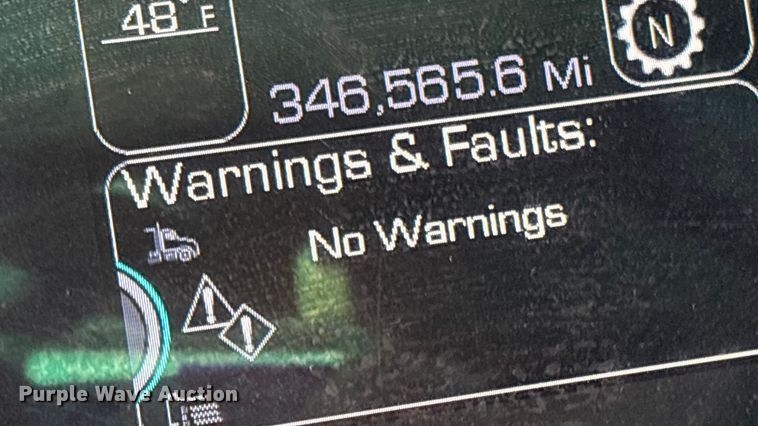 48°F
346,565.6 Mi
N
Warnings & Faults:
No Warnings
Purple Wave Auction